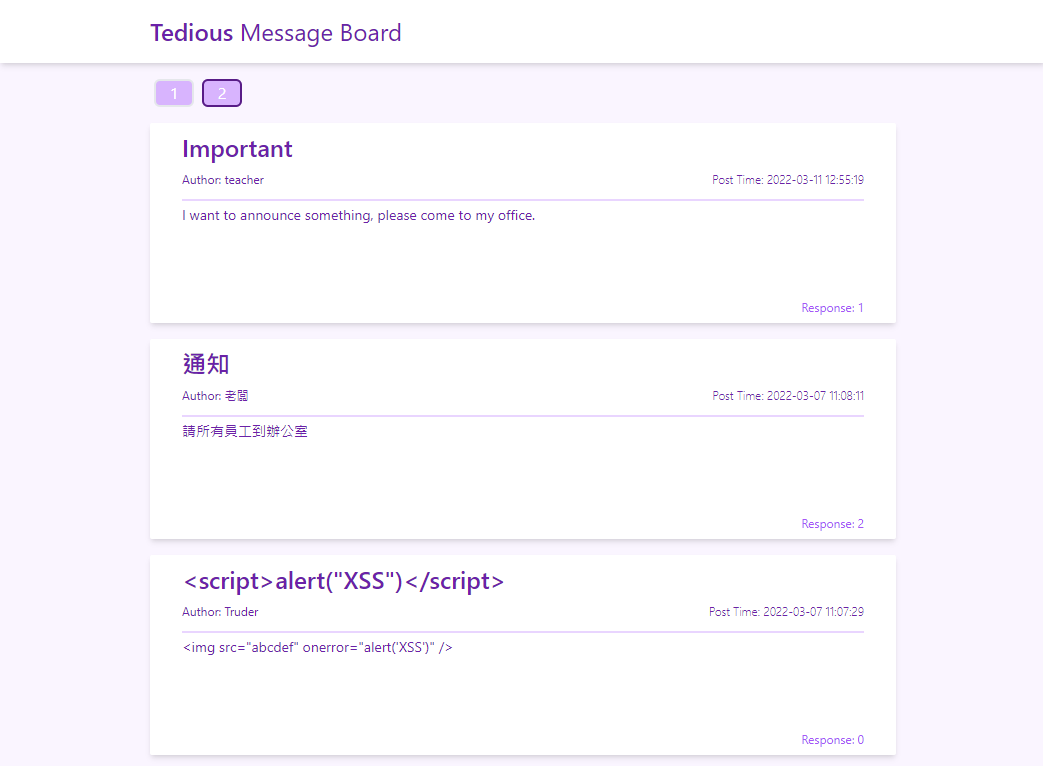 Tedious Message Board
1 2
Important
Author: teacher Post Time: 2022-03-11 12:55:19
I want to announce something, please come to my office.
Response: 1
通知
Author: 老闆 Post Time: 2022-03-07 11:08:11
請所有員工到辦公室
Response: 2
<script>alert("XSS")</script>
Author: Truder Post Time: 2022-03-07 11:07:29
<img src="abcdef" onerror="alert('XSS')" />
Response: 0